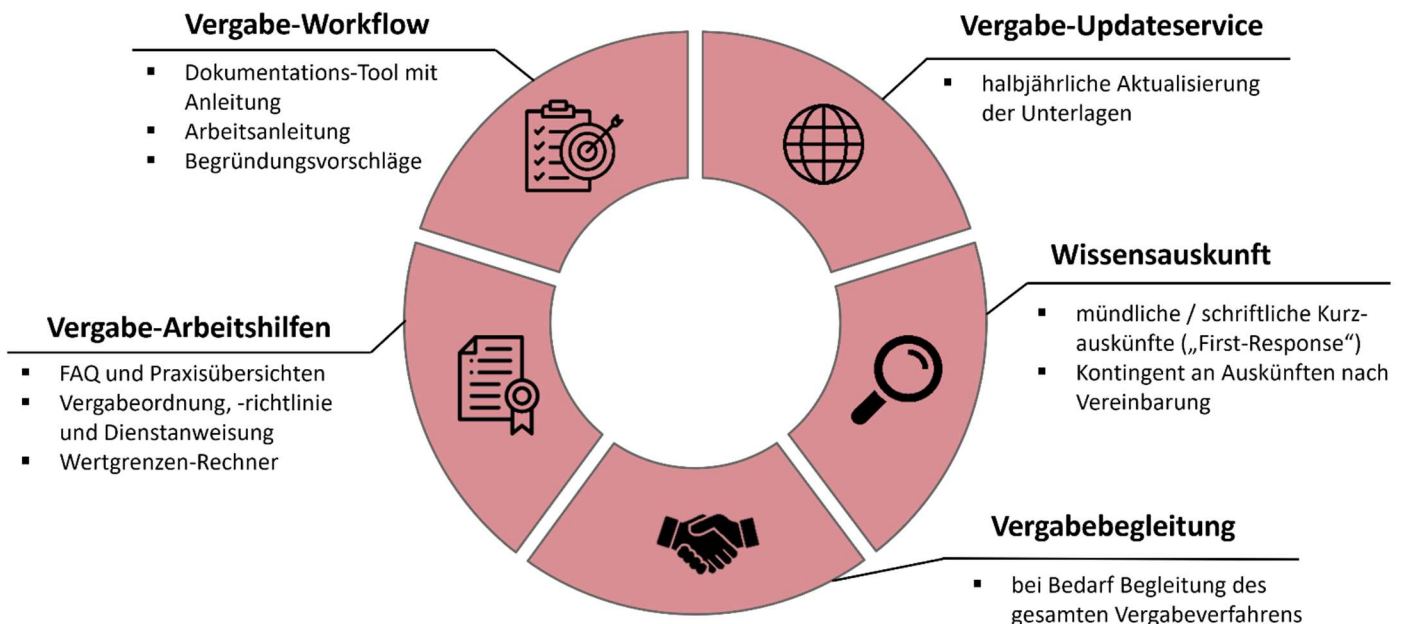 Vergabe-Workflow
▪ Dokumentations-Tool mit
Anleitung
▪ Arbeitsanleitung
▪ Begründungsvorschläge
Vergabe-Updateservice
▪ halbjährliche Aktualisierung
der Unterlagen
Wissensauskunft
▪ mündliche / schriftliche Kurz-
auskünfte („First-Response“)
▪ Kontingent an Auskünften nach
Vereinbarung
Vergabe-Arbeitshilfen
▪ FAQ und Praxisübersichten
▪ Vergabeordnung, -richtlinie
und Dienstanweisung
▪ Wertgrenzen-Rechner
Vergabebegleitung
▪ bei Bedarf Begleitung des
gesamten Vergabeverfahrens